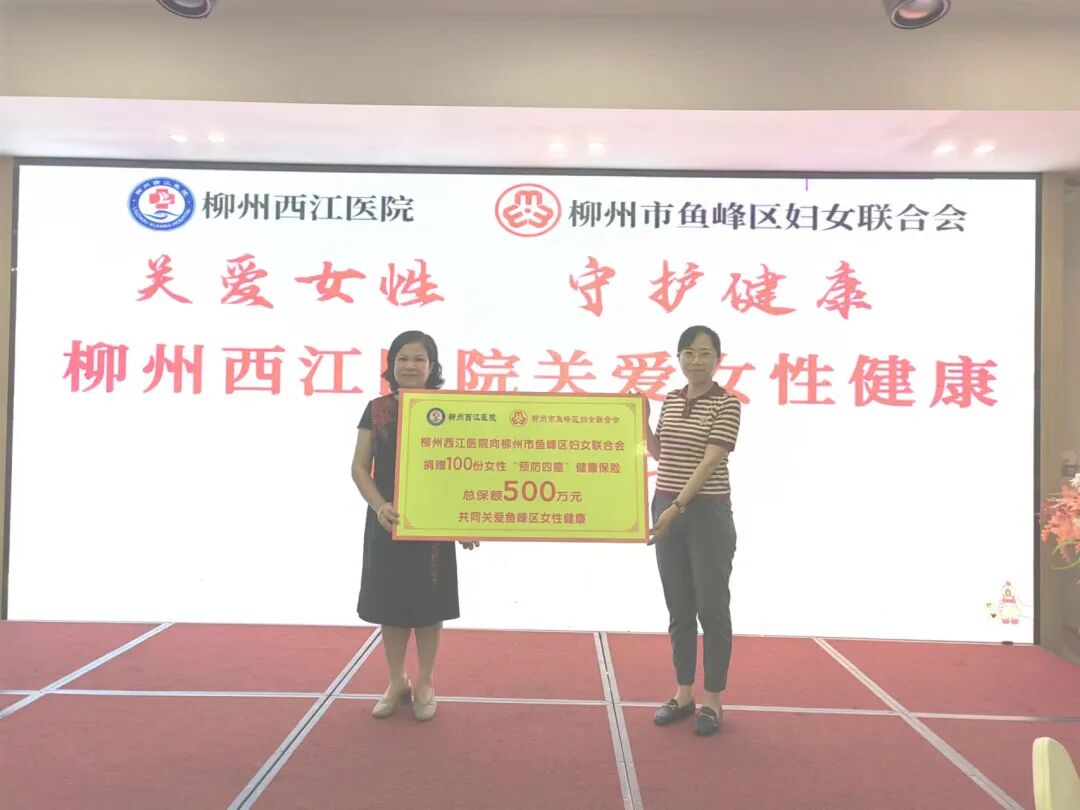 柳州西江医院
柳州市鱼峰区妇女联合会
关爱女性 守护健康
柳州西江医院关爱女性健康
柳州西江医院
柳州市鱼峰区妇女联合会
柳州西江医院向柳州市鱼峰区妇女联合会
捐赠100份女性“预防四癌”健康保险
总保额500万元
共同关爱鱼峰区女性健康